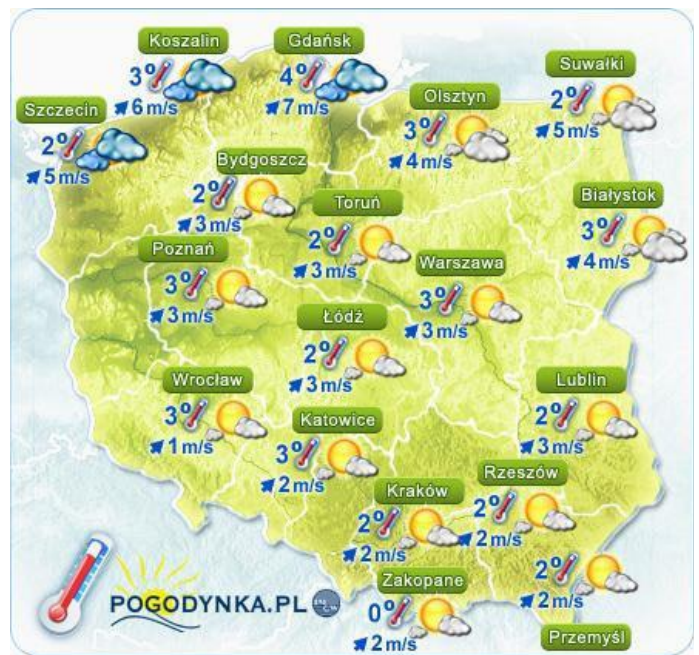 Koszalin
3°
6 m/s
Gdańsk
4°
7 m/s
Suwałki
2°
5 m/s
Szczecin
2°
5 m/s
Olsztyn
3°
4 m/s
Bydgoszcz
2°
3 m/s
Toruń
2°
3 m/s
Białystok
3°
4 m/s
Poznań
3°
3 m/s
Warszawa
3°
3 m/s
Łódź
2°
3 m/s
Wrocław
3°
1 m/s
Katowice
3°
2 m/s
Lublin
2°
3 m/s
Kraków
2°
2 m/s
Rzeszów
2°
2 m/s
Zakopane
0°
2 m/s
2°
2 m/s
Przemyśl
POGODYNKA.PL